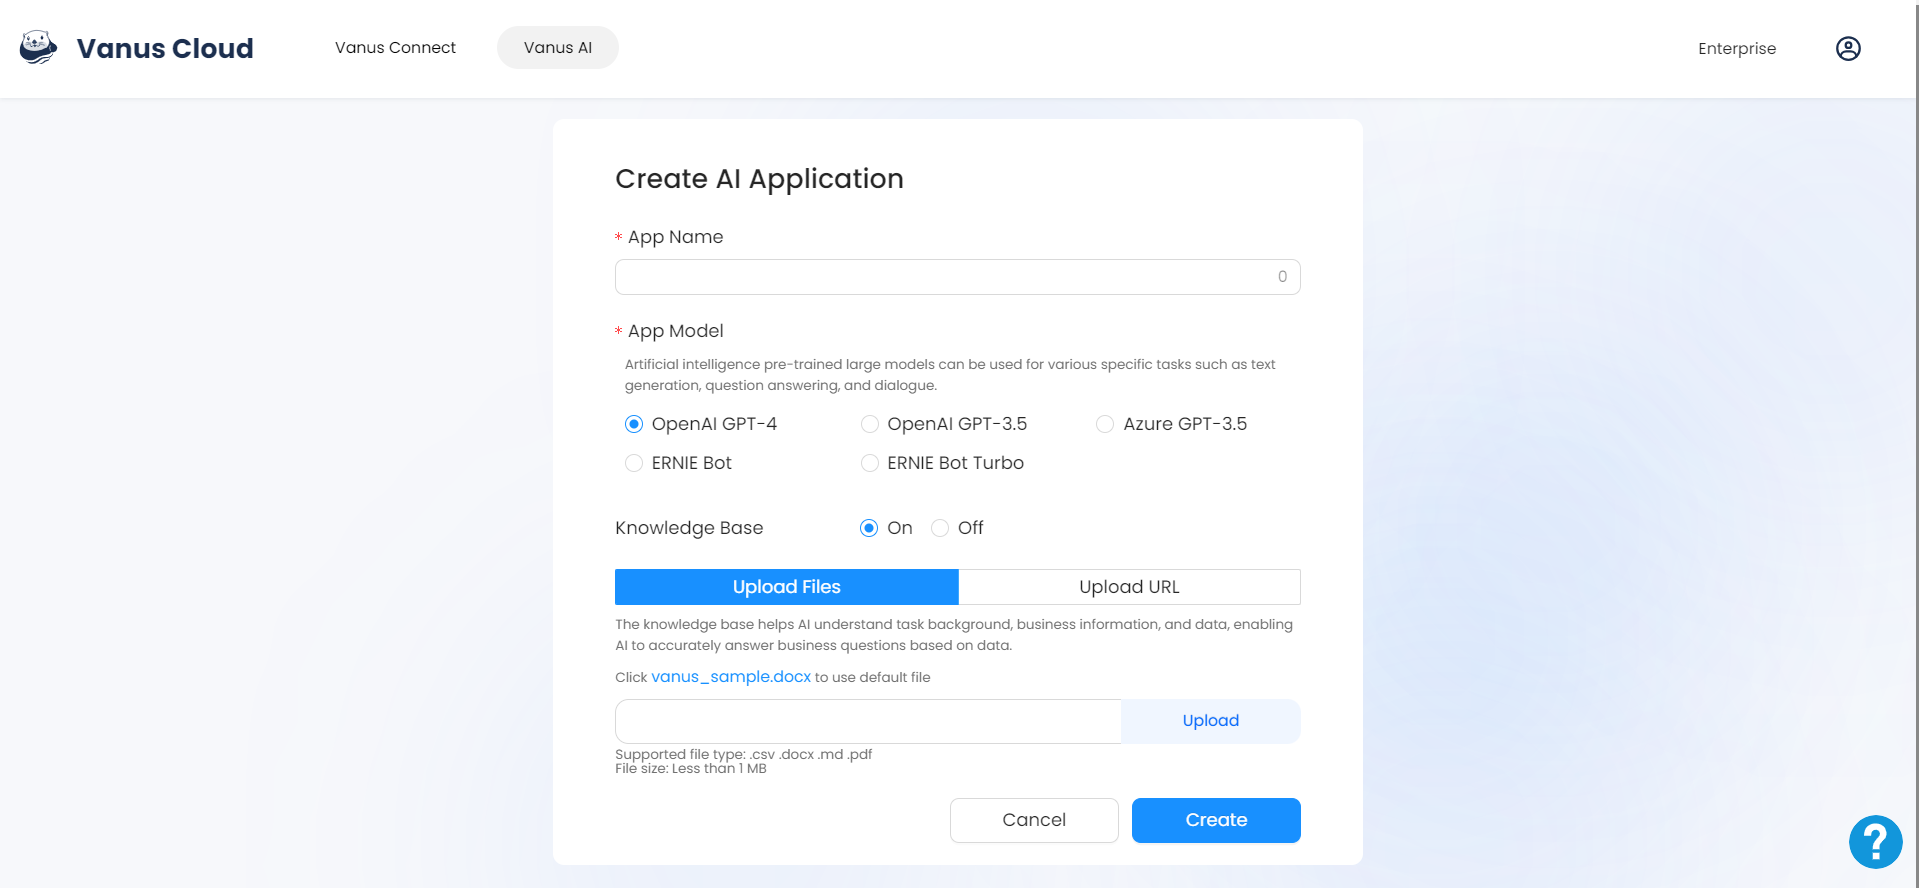 Vanus Cloud
Vanus Connect
Vanus AI
Enterprise
Create AI Application
* App Name
0
* App Model
Artificial intelligence pre-trained large models can be used for various specific tasks such as text
generation, question answering, and dialogue.
OpenAI GPT-4
OpenAI GPT-3.5
Azure GPT-3.5
ERNIE Bot
ERNIE Bot Turbo
Knowledge Base
On
Off
Upload Files
Upload URL
The knowledge base helps AI understand task background, business information, and data, enabling
AI to accurately answer business questions based on data.
Click vanus_sample.docx to use default file
Upload
Supported file type: .csv .docx .md .pdf
File size: Less than 1 MB
Cancel
Create
?